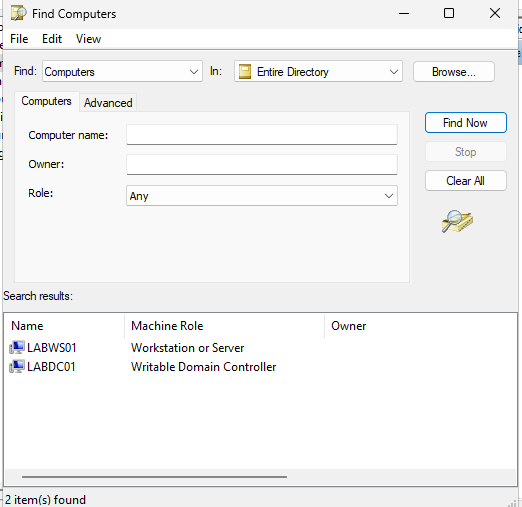 Find Computers
File Edit View
Find: Computers In: Entire Directory Browse...
Computers Advanced
Computer name:
Owner:
Role: Any
Find Now
Stop
Clear All
Search results:
Name Machine Role Owner
LABWS01 Workstation or Server
LABDC01 Writable Domain Controller
2 item(s) found